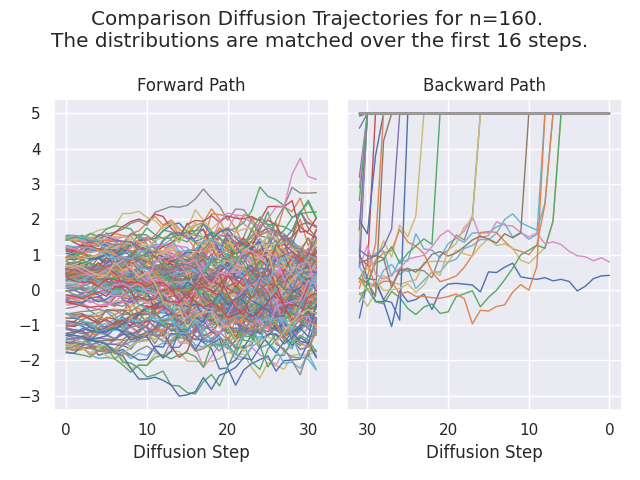 Comparison Diffusion Trajectories for n=160.
The distributions are matched over the first 16 steps.
Forward Path
Backward Path
5
4
3
2
1
0
−1
−2
−3
0 10 20 30
30 20 10 0
Diffusion Step
Diffusion Step